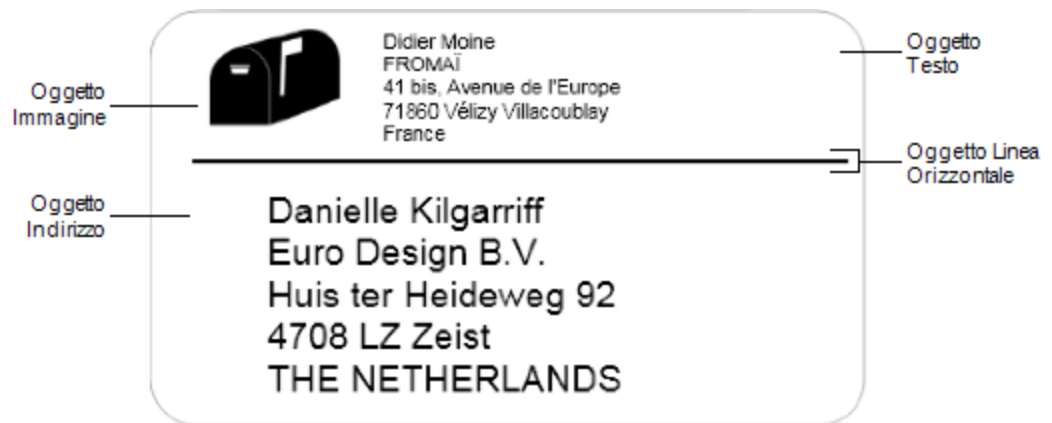 Didier Moine
FROMAÏ
41 bis, Avenue de l'Europe
71860 Vélizy Villacoublay
France
Oggetto
Testo
Oggetto
Immagine
Oggetto Linea
Orizzontale
Oggetto
Indirizzo
Danielle Kilgarriff
Euro Design B.V.
Huis ter Heideweg 92
4708 LZ Zeist
THE NETHERLANDS